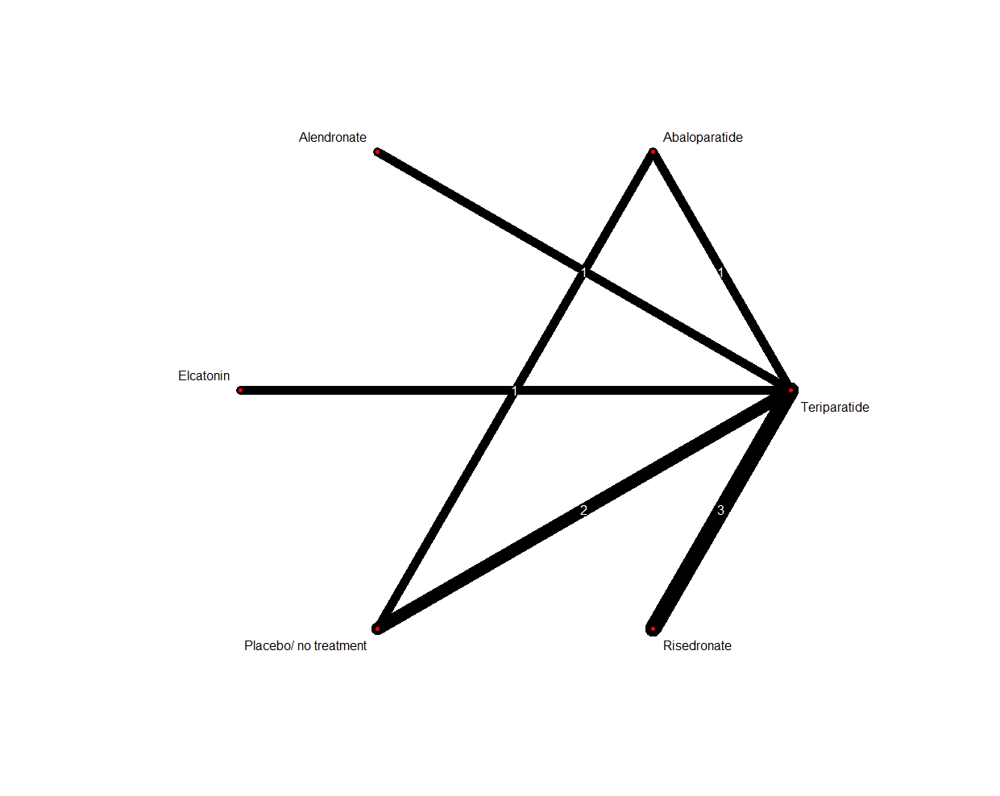 Alendronate
Abaloparatide
1
1
Elcatonin
1
Teriparatide
2
3
Placebo/ no treatment
Risedronate